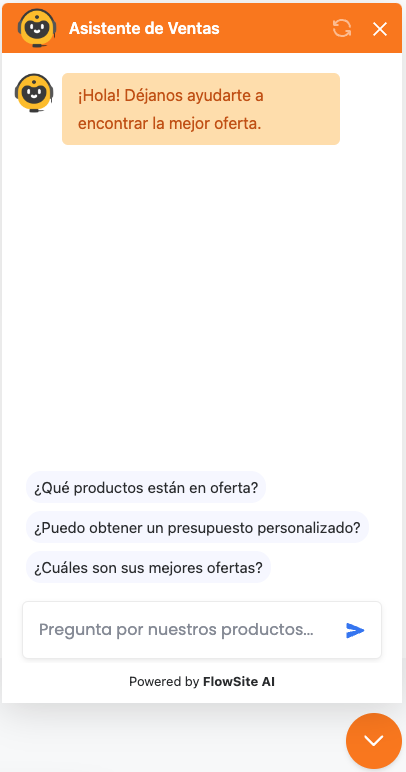 Asistente de Ventas
¡Hola! Déjanos ayudarte a
encontrar la mejor oferta.
¿Qué productos están en oferta?
¿Puedo obtener un presupuesto personalizado?
¿Cuáles son sus mejores ofertas?
Pregunta por nuestros productos...
Powered by FlowSite AI